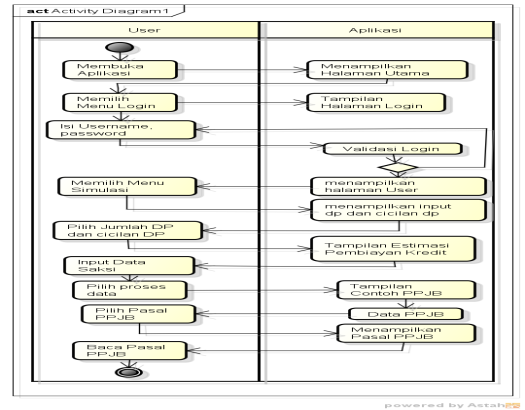 act Activity Diagram1
User
Aplikasi
Membuka
Aplikasi
Menampilkan
Halaman Utama
Memilih
Menu Login
Tampilan
Halaman Login
Isi Username,
password
Validasi Login
Memilih Menu
Simulasi
menampilkan
halaman User
menampilkan input
dp dan cicilan dp
Pilih Jumlah DP
dan cicilan DP
Tampilan Estimasi
Pembiayan Kredit
Input Data
Saksi
Pilih proses
data
Tampilan
Contoh PPJB
Pilih Pasal
PPJB
Data PPJB
Menampilkan
Pasal PPJB
Baca Pasal
PPJB
powered by Astah